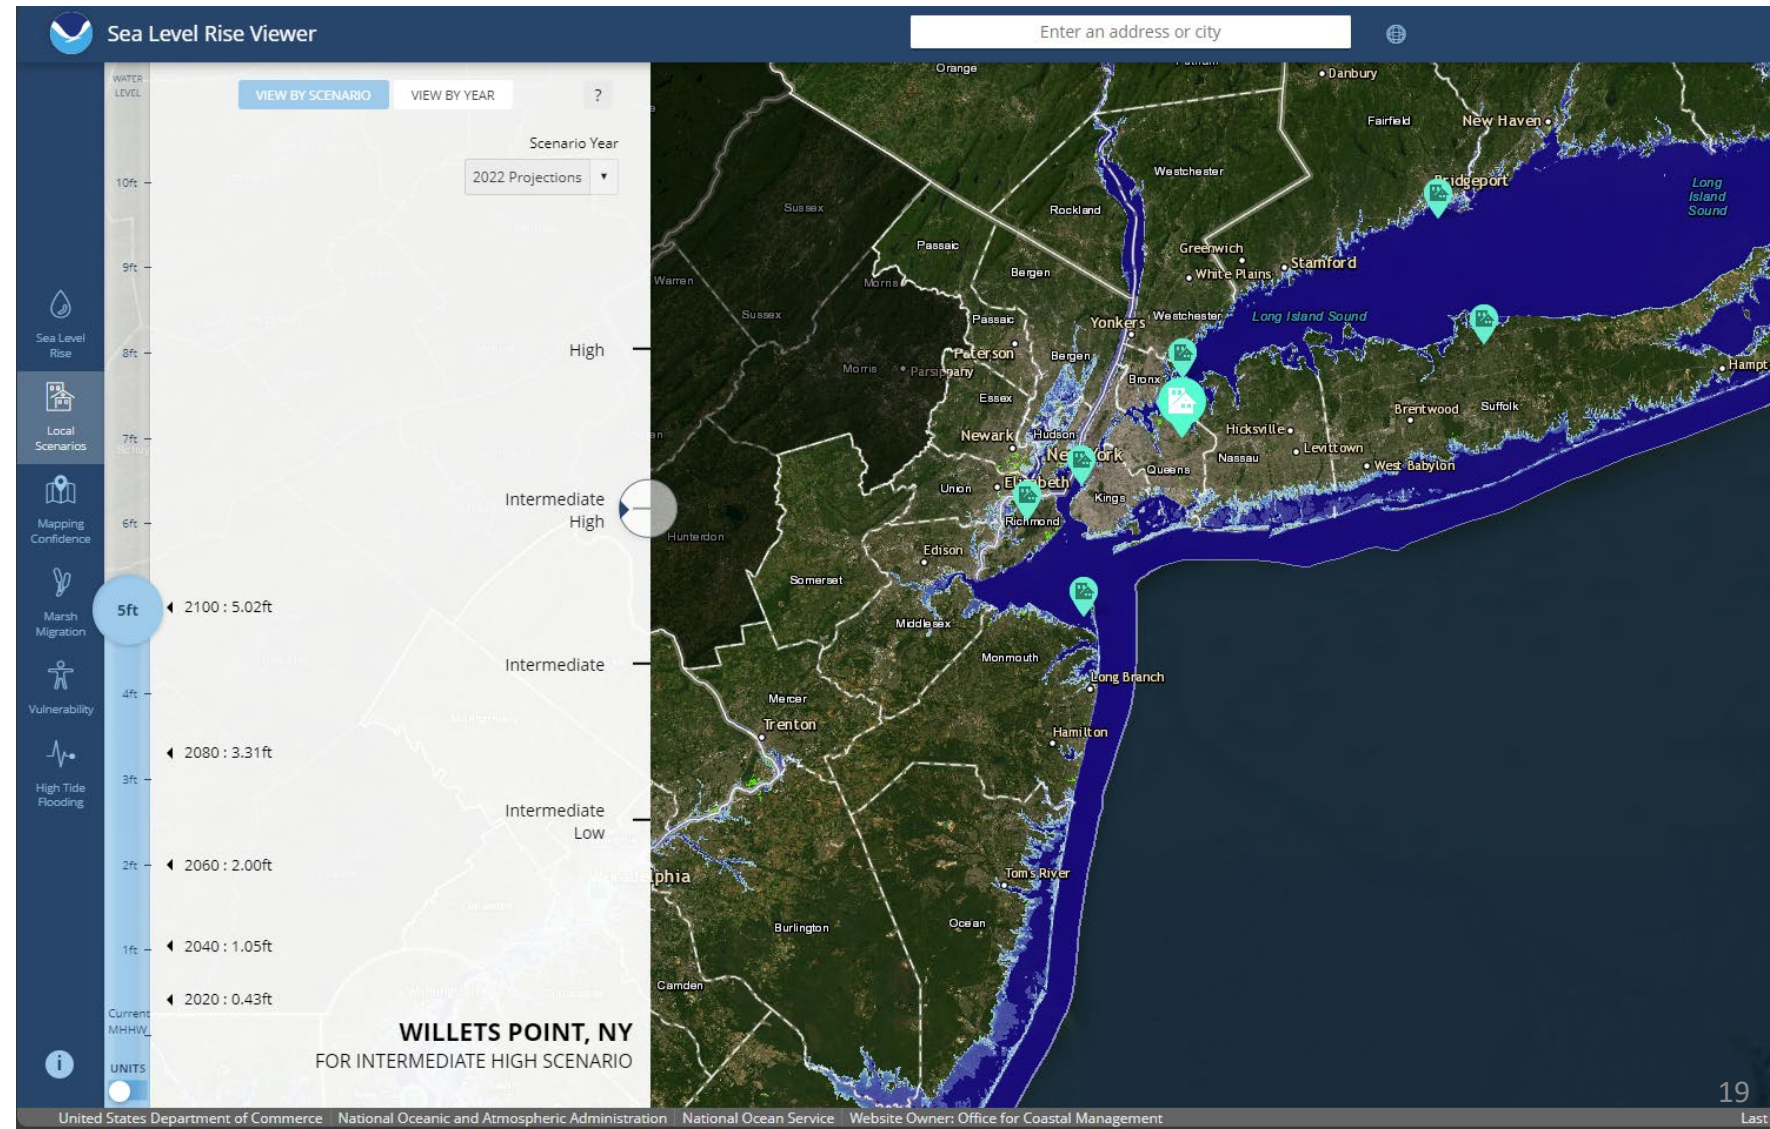 Sea Level Rise Viewer
Enter an address or city
WATER
LEVEL
VIEW BY SCENARIO
VIEW BY YEAR
?
Scenario Year
2022 Projections
10ft
9ft
8ft
7ft
6ft
5ft
4ft
3ft
2ft
1ft
Current
MHHW
UNITS
Sea Level
Rise
Local
Scenarios
Mapping
Confidence
Marsh
Migration
Vulnerability
High Tide
Flooding
i
High
Intermediate
High
Intermediate
Intermediate
Low
2100 : 5.02ft
2080 : 3.31ft
2060 : 2.00ft
2040 : 1.05ft
2020 : 0.43ft
WILLETS POINT, NY
FOR INTERMEDIATE HIGH SCENARIO
Orange
Danbury
Fairfield
New Haven
Westchester
Bridgeport
Long
Island
Sound
Sussex
Rockland
Passaic
Greenwich
Bergen
White Plains
Stamford
Warren
Morris
Sussex
Passaic
Yonkers
Westchester
Long Island Sound
Paterson
Bergen
Morris
Parsippany
Bronx
Hampt
Essex
Brentwood
Suffolk
Newark
Hudson
Hicksville
Levittown
New York
Queens
Nassau
West Babylon
Union
Elizabeth
Kings
Richmond
Hunterdon
Edison
Somerset
Middlesex
Monmouth
Long Branch
Mercer
Trenton
Hamilton
phia
Toms River
Ocean
Burlington
Camden
19
United States Department of Commerce National Oceanic and Atmospheric Administration National Ocean Service Website Owner: Office for Coastal Management Last